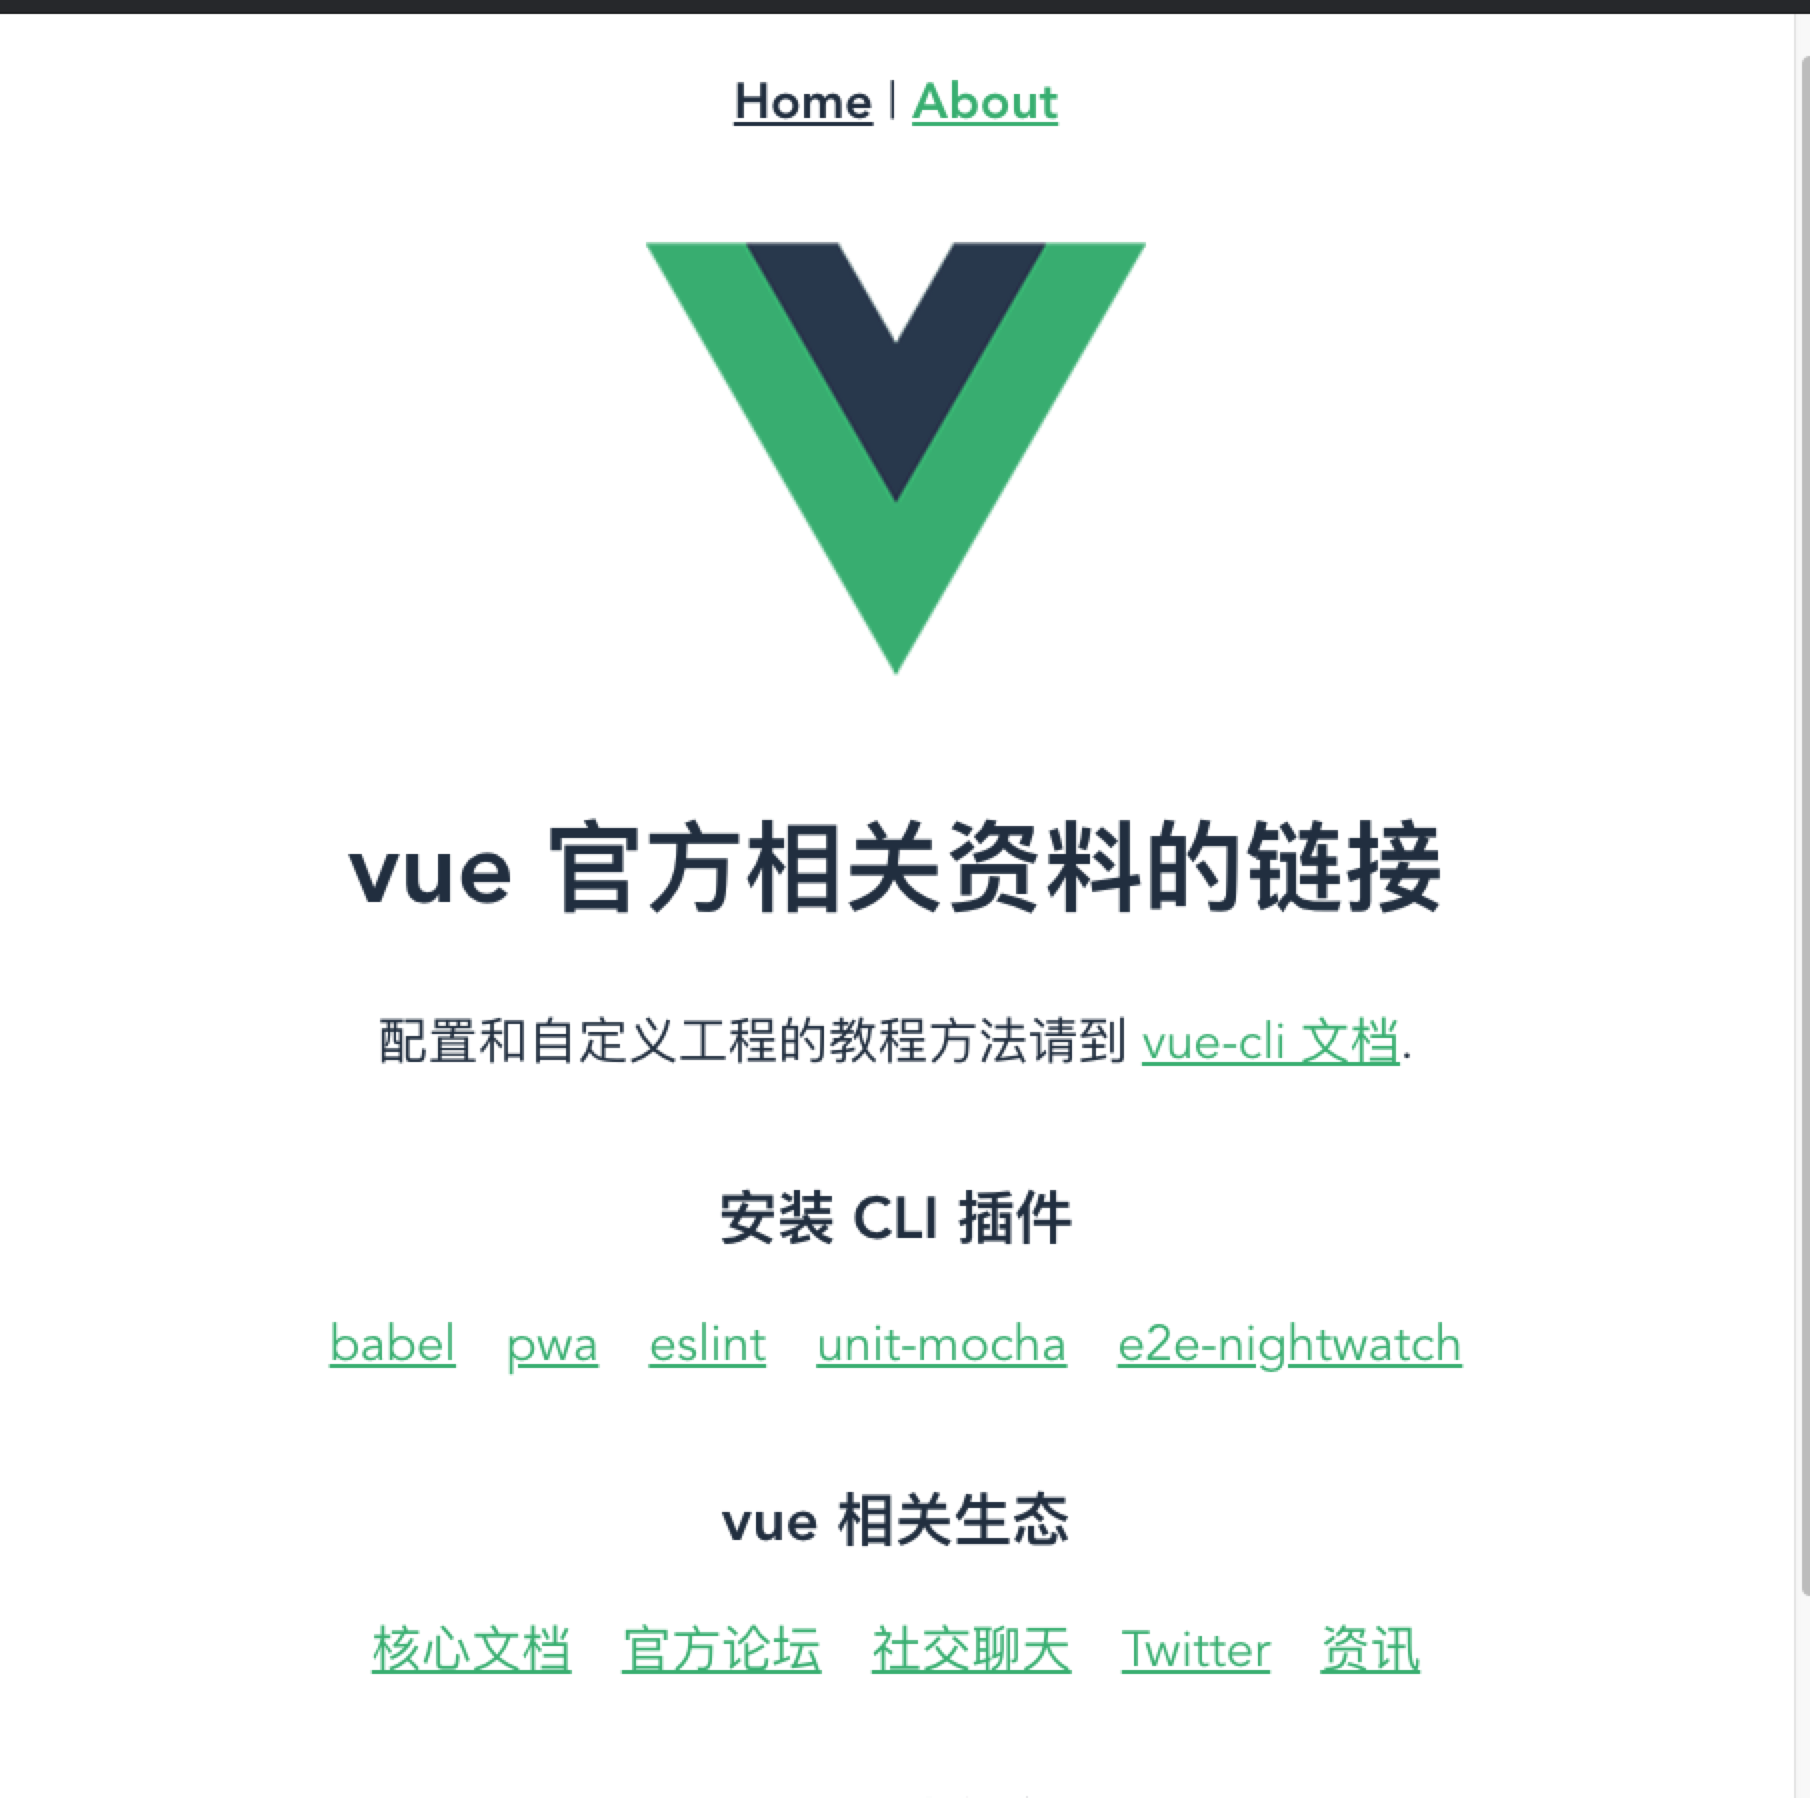 Home | About
vue 官方相关资料的链接
配置和自定义工程的教程方法请到 vue-cli 文档.
安装 CLI 插件
babel pwa eslint unit-mocha e2e-nightwatch
vue 相关生态
核心文档 官方论坛 社交聊天 Twitter 资讯